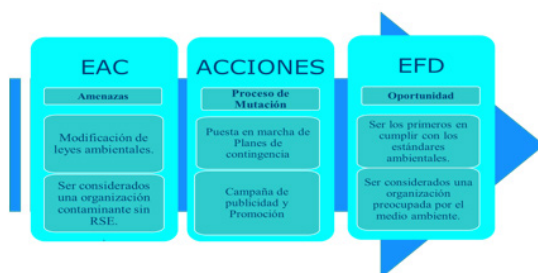 EAC
Amenazas
Modificación de
leyes ambientales.
Ser considerados
una organización
contaminante sin
RSE.
ACCIONES
Proceso de
Mutación
Puesta en marcha de
Planes de
contingencia
Campaña de
publicidad y
Promoción
EFD
Oportunidad
Ser los primeros en
cumplir con los
estándares
ambientales.
Ser considerados una
organización
preocupada por el
medio ambiente.